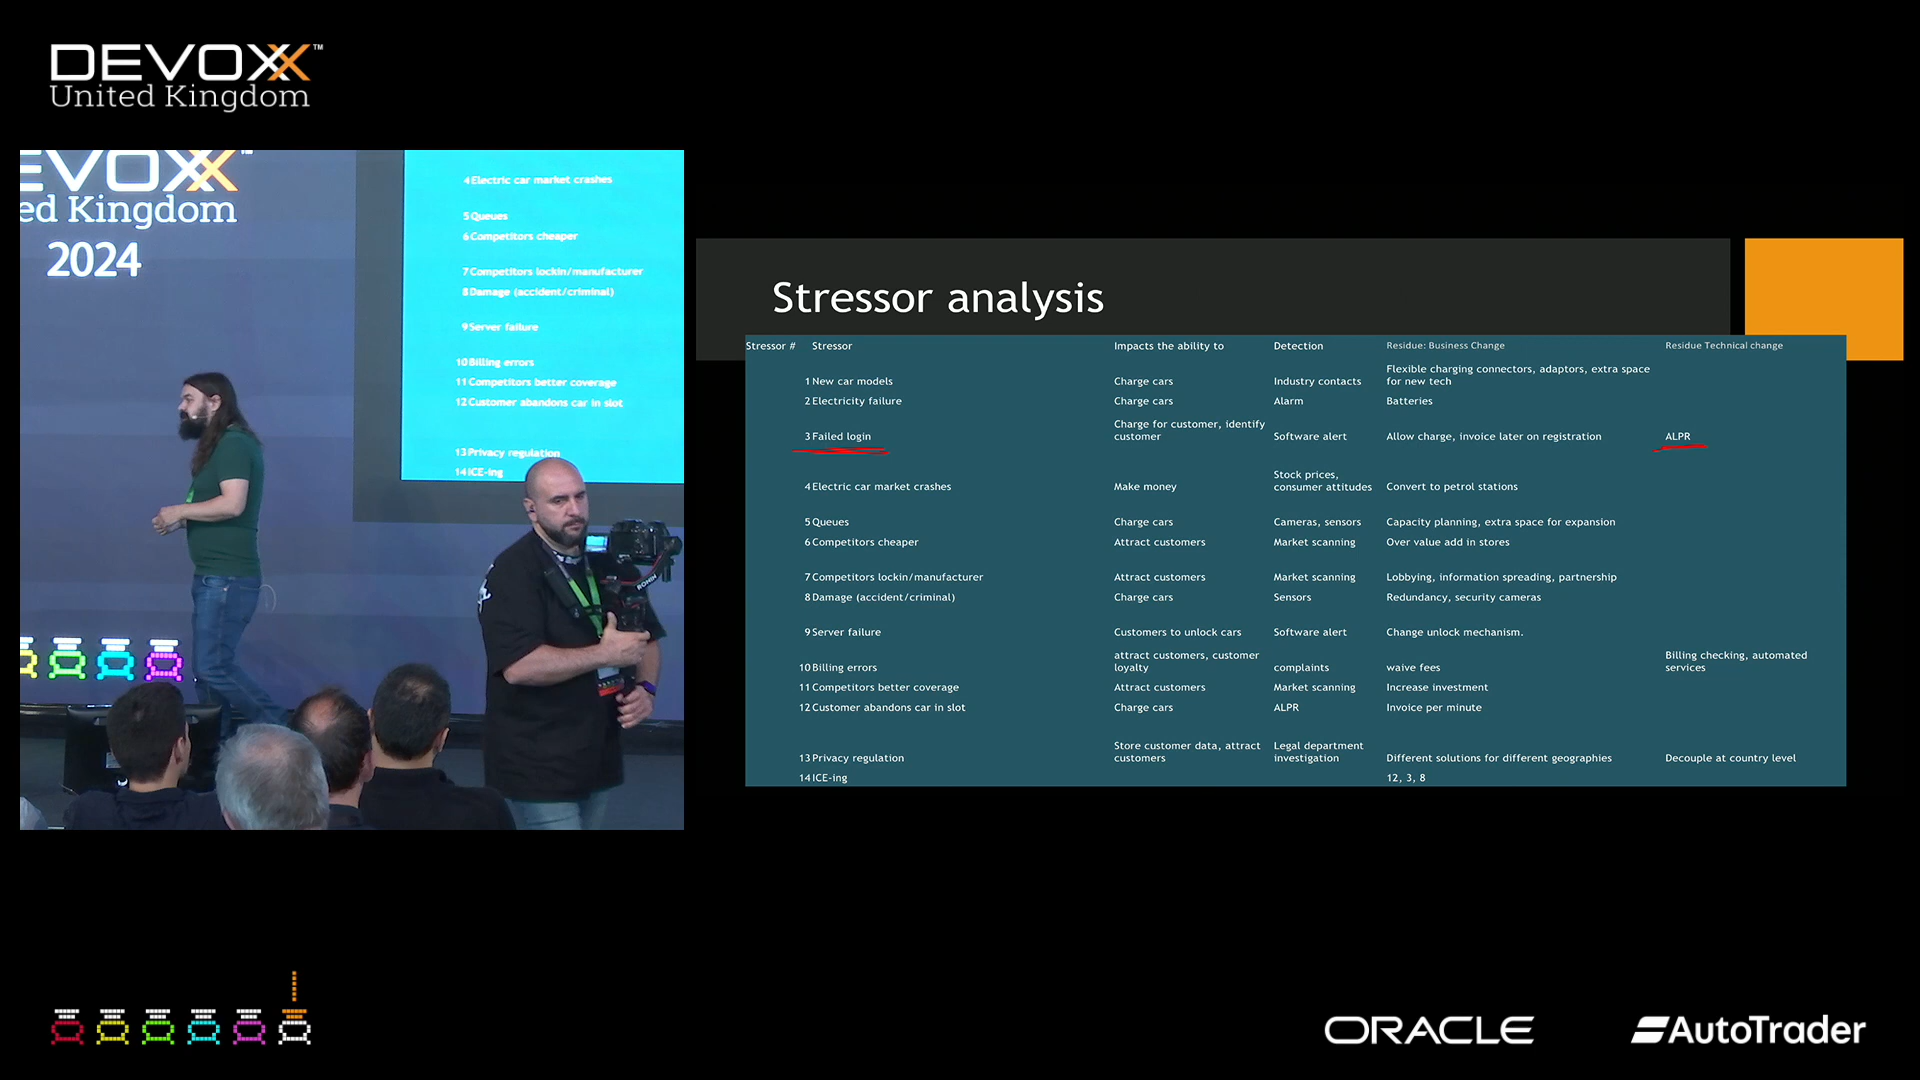 DEVOXX™
United Kingdom
EVOXX
ed Kingdom
2024
4 Electric car market crashes
5 Queues
6 Competitors cheaper
7 Competitors lockin/manufacturer
8 Damage (accident/criminal)
9 Server failure
10 Billing errors
11 Competitors better coverage
12 Customer abandons car in slot
13 Privacy regulation
14 ICE-ing
RONIN
Stressor analysis
Stressor # Stressor Impacts the ability to Detection Residue: Business Change Residue Technical change
1 New car models Charge cars Industry contacts Flexible charging connectors, adaptors, extra space
for new tech
2 Electricity failure Charge cars Alarm Batteries
3 Failed login Charge for customer, identify
customer Software alert Allow charge, invoice later on registration ALPR
4 Electric car market crashes Make money Stock prices,
consumer attitudes Convert to petrol stations
5 Queues Charge cars Cameras, sensors Capacity planning, extra space for expansion
6 Competitors cheaper Attract customers Market scanning Over value add in stores
7 Competitors lockin/manufacturer Attract customers Market scanning Lobbying, information spreading, partnership
8 Damage (accident/criminal) Charge cars Sensors Redundancy, security cameras
9 Server failure Customers to unlock cars Software alert Change unlock mechanism.
10 Billing errors attract customers, customer
loyalty complaints waive fees Billing checking, automated
services
11 Competitors better coverage Attract customers Market scanning Increase investment
12 Customer abandons car in slot Charge cars ALPR Invoice per minute
13 Privacy regulation Store customer data, attract
customers Legal department
investigation Different solutions for different geographies Decouple at country level
14 ICE-ing 12, 3, 8
ORACLE
AutoTrader